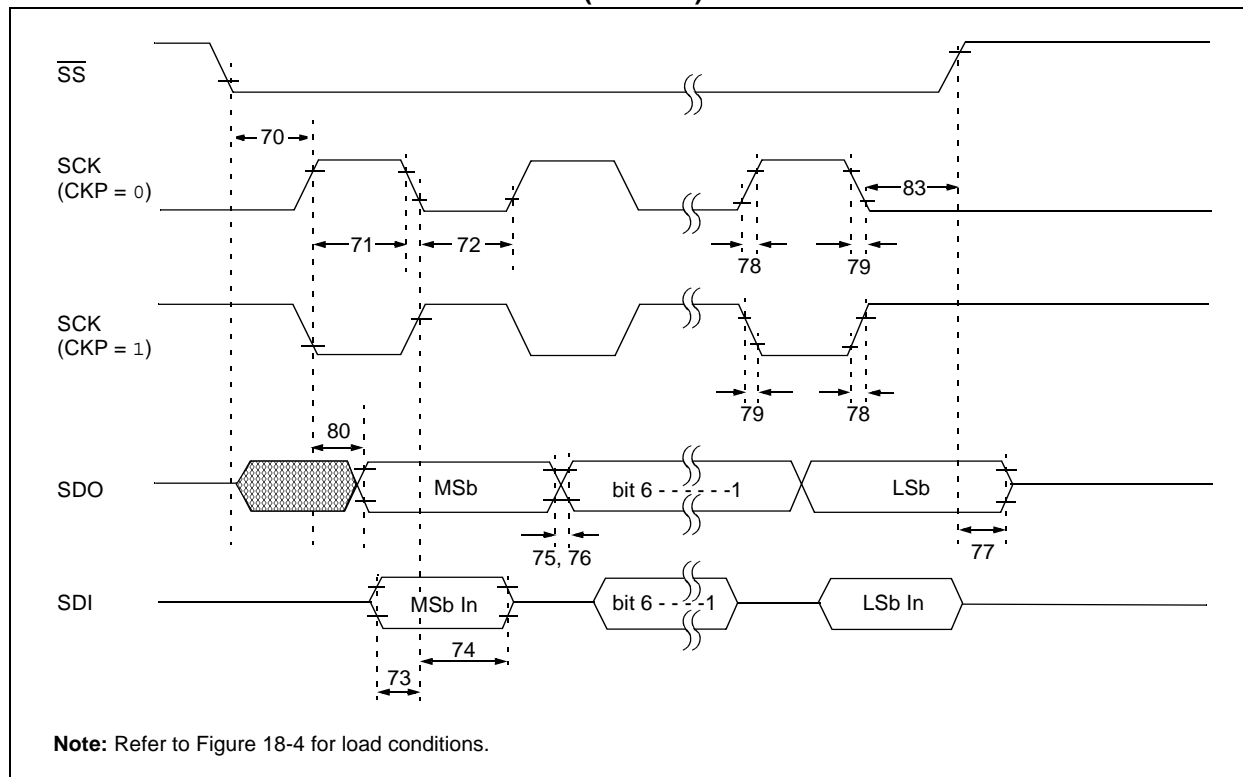 SS
70
SCK
(CKP = 0)
83
71
72
78
79
SCK
(CKP = 1)
79
78
80
SDO
MSb
bit 6 - - - - - -1
LSb
75, 76
77
SDI
MSb In
bit 6 - - - -1
LSb In
74
73
Note: Refer to Figure 18-4 for load conditions.